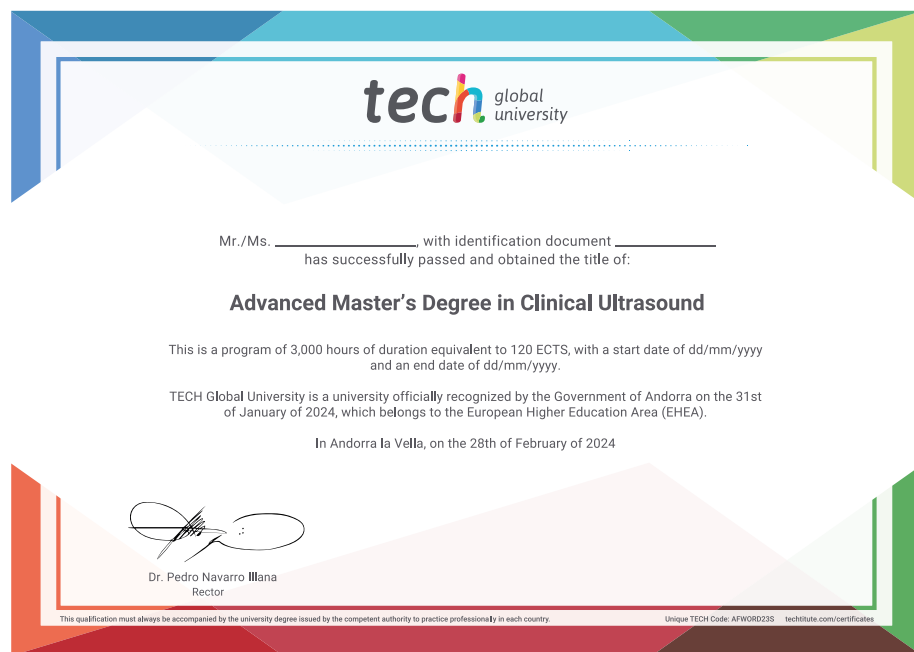 tech global university
Mr./Ms. ____________, with identification document ____________
has successfully passed and obtained the title of:
Advanced Master's Degree in Clinical Ultrasound
This is a program of 3,000 hours of duration equivalent to 120 ECTS, with a start date of dd/mm/yyyy
and an end date of dd/mm/yyyy.
TECH Global University is a university officially recognized by the Government of Andorra on the 31st
of January of 2024, which belongs to the European Higher Education Area (EHEA).
In Andorra la Vella, on the 28th of February of 2024
Dr. Pedro Navarro Illana
Rector
This qualification must always be accompanied by the university degree issued by the competent authority to practice professionally in each country.
Unique TECH Code: AFWORD23S techtitute.com/certificates